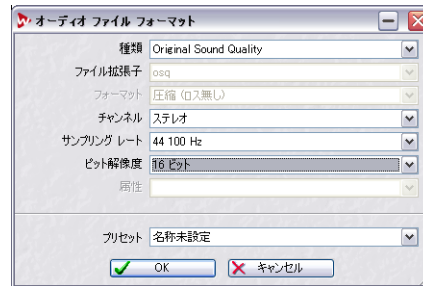 オーディオ ファイル フォーマット
種類 Original Sound Quality
ファイル拡張子 osq
フォーマット 圧縮 (ロス無し)
チャンネル ステレオ
サンプリング レート 44 100 Hz
ビット解像度 16 ビット
属性
プリセット 名称未設定
OK キャンセル